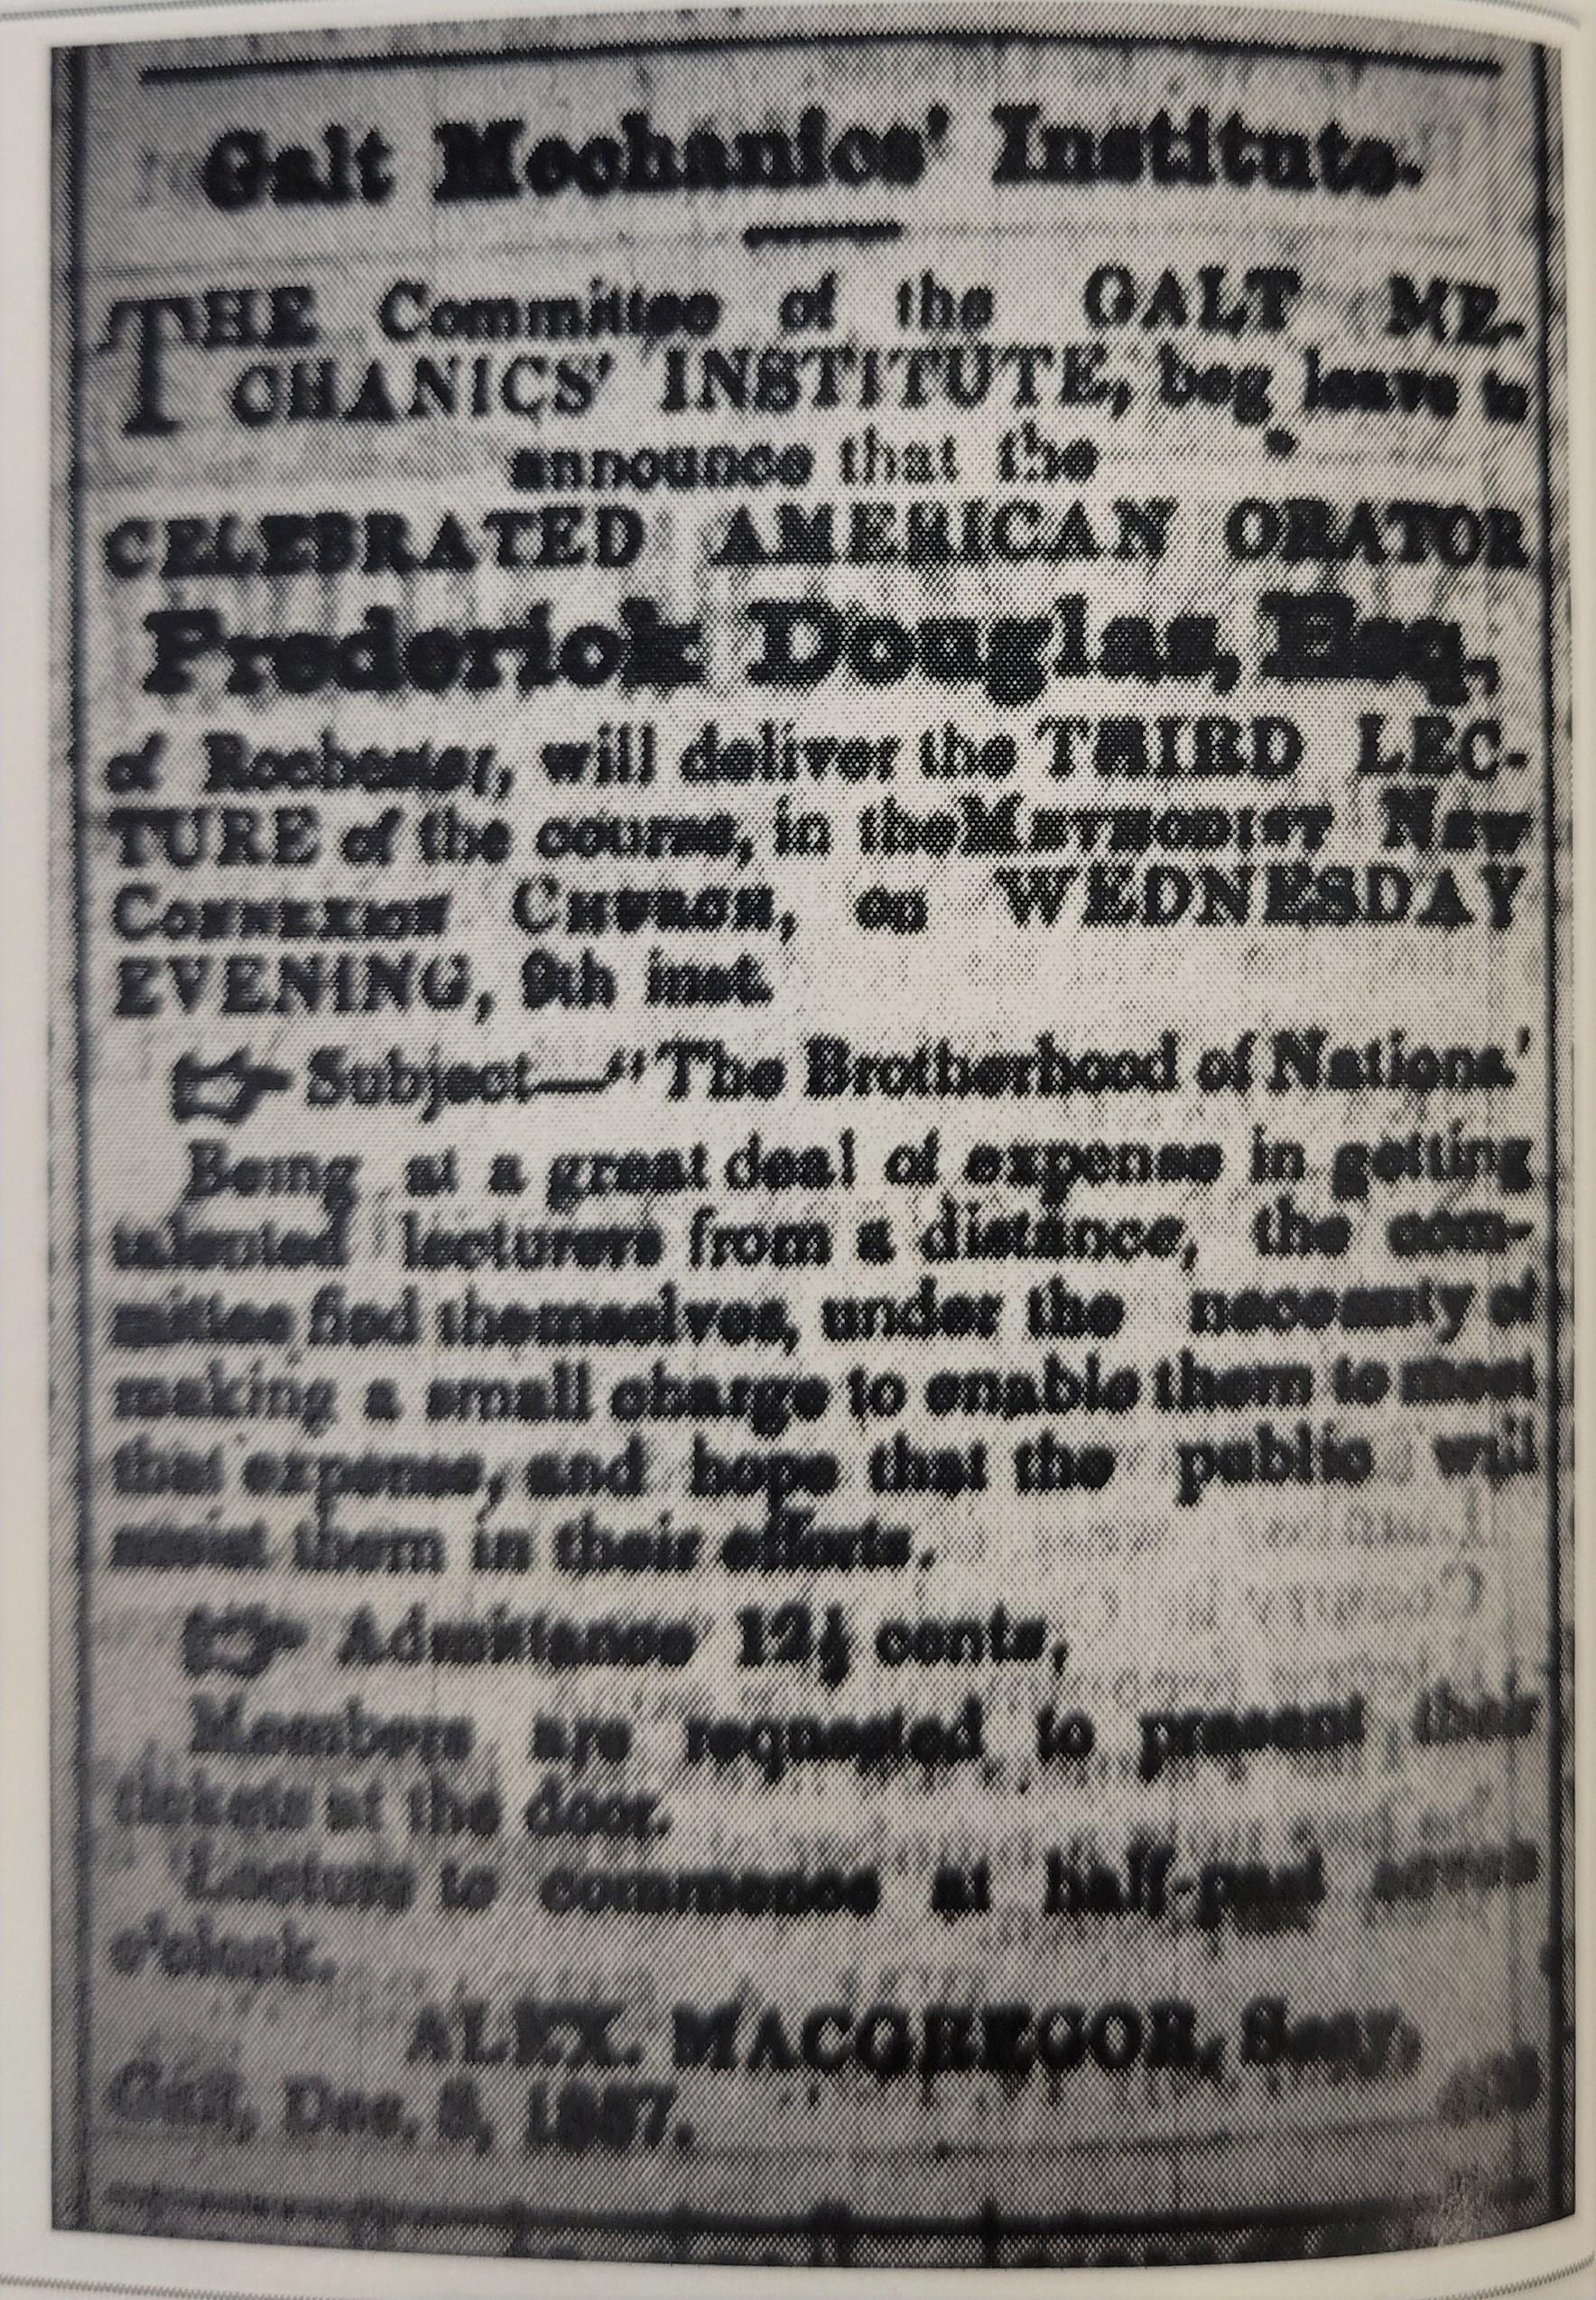 Galt Mechanics' Institute.
THE Committee of the GALT ME-
CHANICS' INSTITUTE, beg leave to
announce that the
CELEBRATED AMERICAN ORATOR
Frederick Douglas, Esq.
of Rochester, will deliver the THIRD LEC-
TURE of the course, in the METHODIST NEW
CONNEXION CHURCH, on WEDNESDAY
EVENING, 9th inst.
☞ Subject—"The Brotherhood of Nations.'
Being at a great deal of expense in getting
talented lecturers from a distance, the com-
mittee find themselves, under the necessity of
making a small charge to enable them to meet
that expense, and hope that the public will
assist them in their efforts.
☞ Admittance 12½ cents,
Members are requested to present their
tickets at the door.
Lecture to commence at half-past seven
o'clock.
ALEX. MACGREGOR, Secy,
Galt, Dec. 1857.